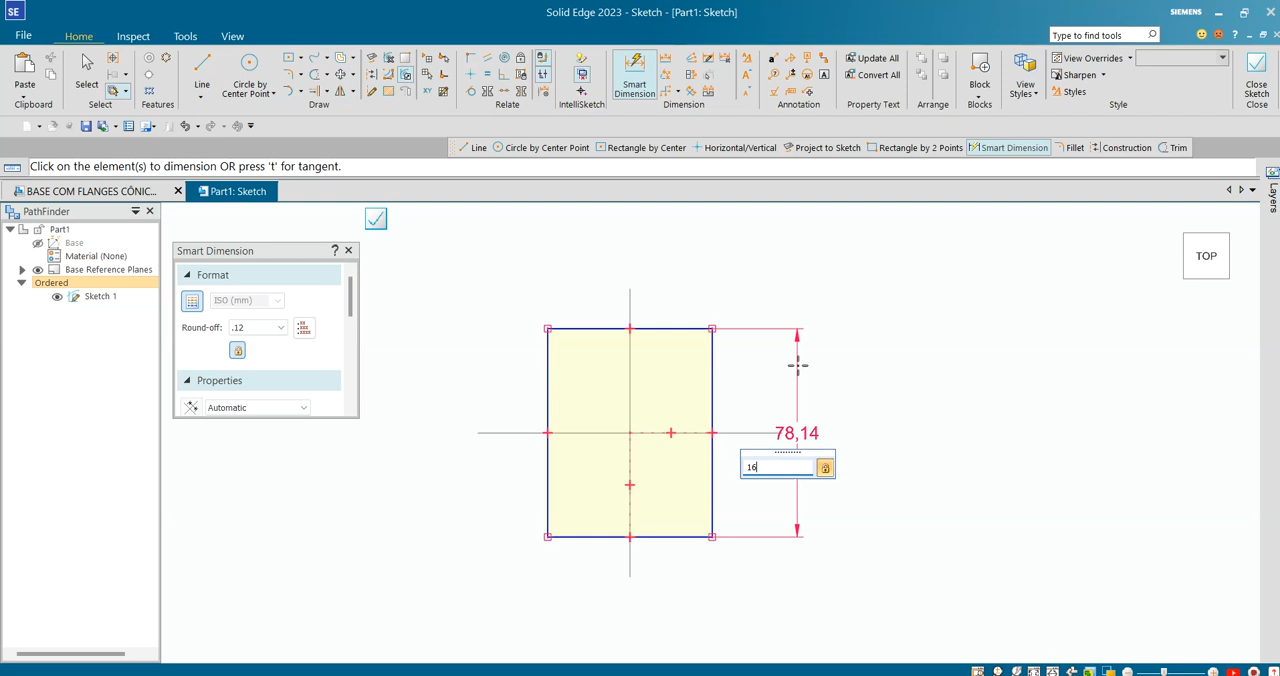 SE
Solid Edge 2023 - Sketch - [Part1: Sketch]
SIEMENS
File
Home
Inspect
Tools
View
Type to find tools
Paste
Clipboard
Select
Select
Features
Line
Circle by
Center Point
Draw
Relate
IntelliSketch
Smart
Dimension
Dimension
Annotation
Update All
Convert All
Property Text
Arrange
Block
Blocks
View
Styles
View Overrides
Sharpen
Styles
Style
Close
Sketch
Close
Line
Circle by Center Point
Rectangle by Center
Horizontal/Vertical
Project to Sketch
Rectangle by 2 Points
Smart Dimension
Fillet
Construction
Trim
Click on the element(s) to dimension OR press 't' for tangent.
BASE COM FLANGES CÔNIC...
Part1: Sketch
Layers
PathFinder
Part1
Base
Material (None)
Base Reference Planes
Ordered
Sketch 1
Smart Dimension
Format
ISO (mm)
Round-off:
.12
Properties
Automatic
TOP
78,14
16